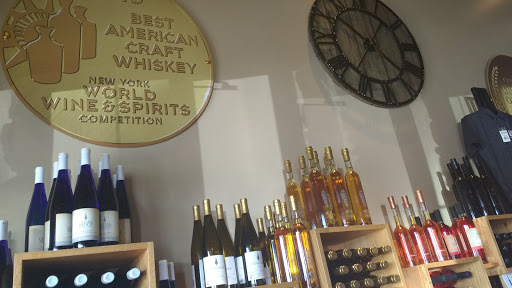 BEST
AMERICAN
CRAFT
WHISKEY
NEW YORK
WORLD
WINE & SPIRITS
COMPETITION